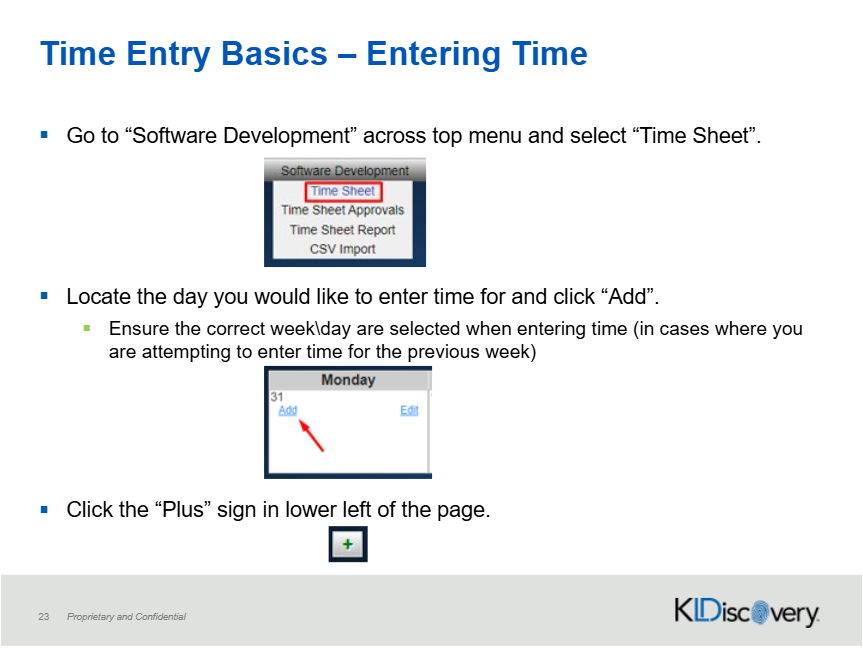 Time Entry Basics – Entering Time
Go to “Software Development” across top menu and select “Time Sheet”.
Software Development
Time Sheet
Time Sheet Approvals
Time Sheet Report
CSV Import
Locate the day you would like to enter time for and click “Add”.
Ensure the correct week\day are selected when entering time (in cases where you
are attempting to enter time for the previous week)
Monday
31
Add Edit
Click the “Plus” sign in lower left of the page.
+
23 Proprietary and Confidential
KLDiscovery